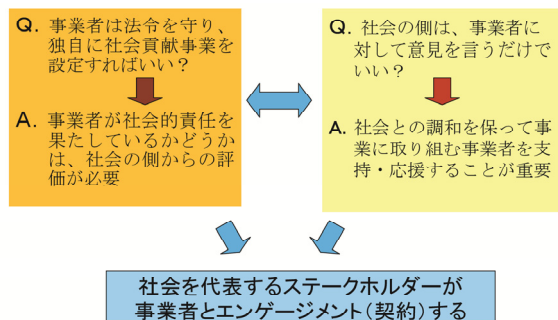 Q. 事業者は法令を守り、
独自に社会貢献事業を
設定すればいい?
A. 事業者が社会的責任を
果たしているかどうか
は、社会の側からの評
価が必要
Q. 社会の側は、事業者に
対して意見を言うだけで
いい?
A. 社会との調和を保って事
業に取り組む事業者を支
持・応援することが重要
社会を代表するステークホルダーが
事業者とエンゲージメント(契約)する